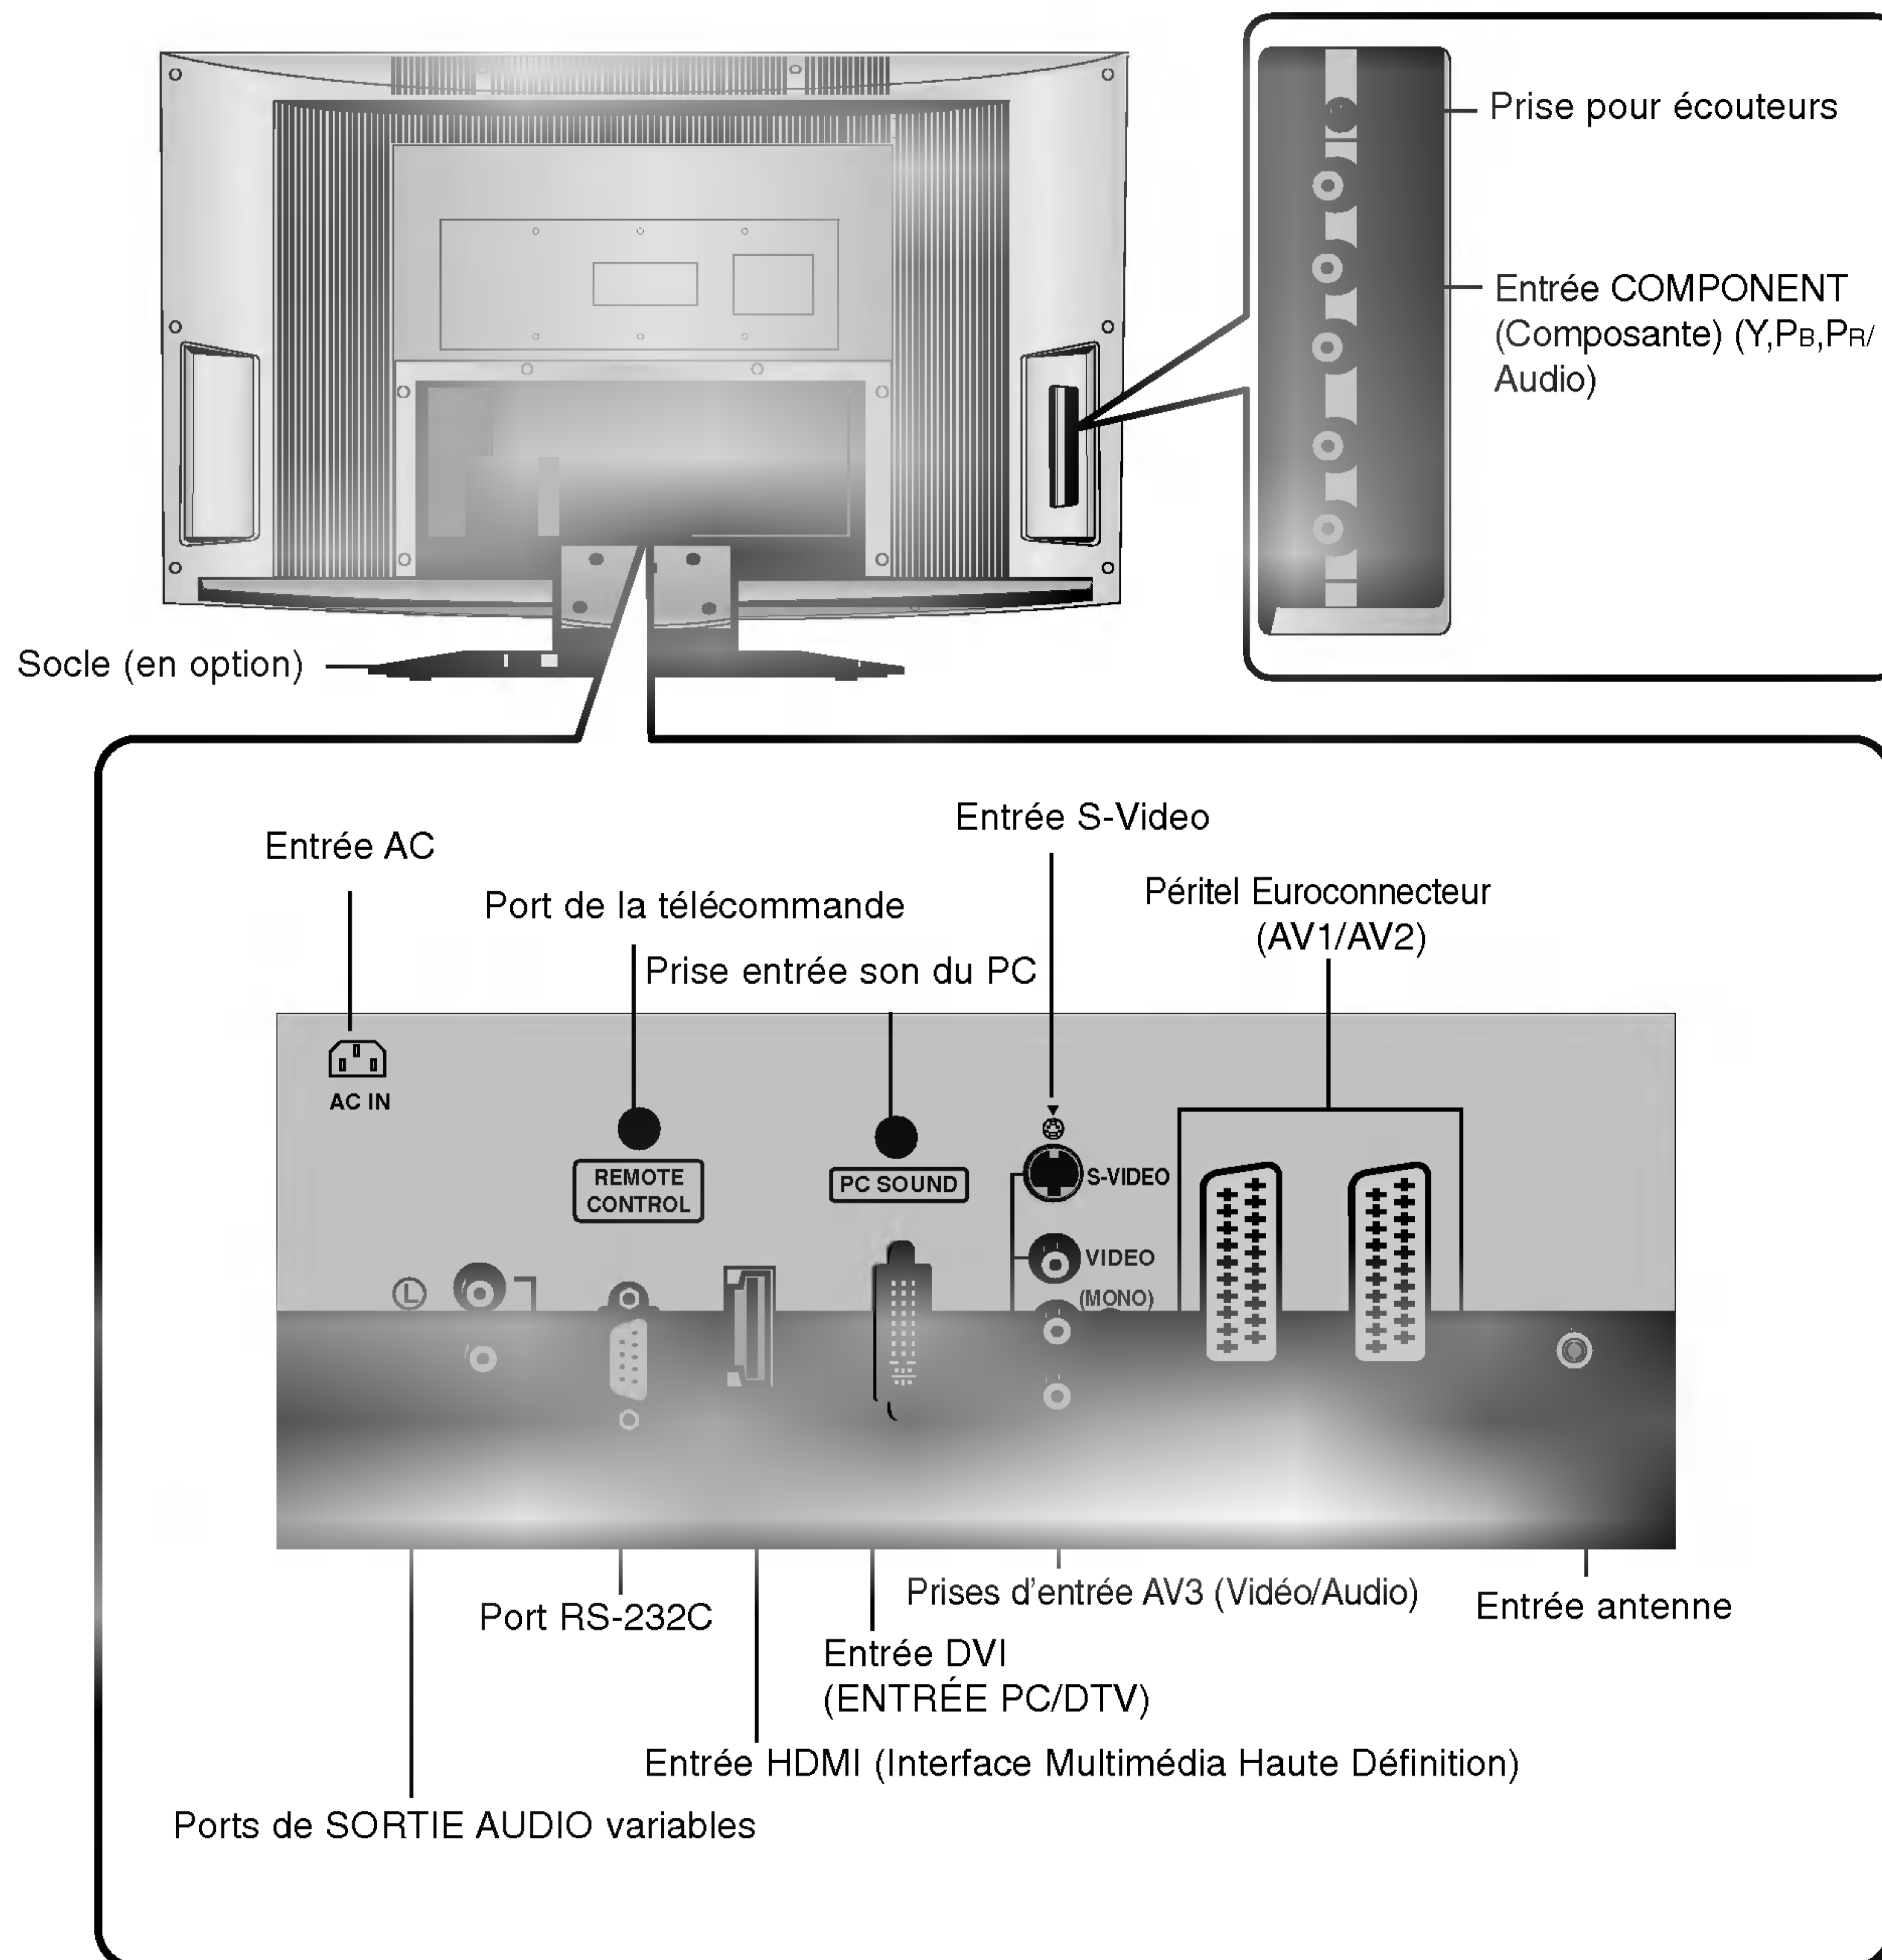 Prise pour écouteurs
Entrée COMPONENT
(Composante) (Y,PB,PR/
Audio)
Socle (en option)
Entrée S-Video
Entrée AC
Péritel Euroconnecteur
(AV1/AV2)
Port de la télécommande
Prise entrée son du PC
AC IN
REMOTE
CONTROL
PC SOUND
S-VIDEO
VIDEO
(MONO)
L
Prises d'entrée AV3 (Vidéo/Audio)
Entrée antenne
Port RS-232C
Entrée DVI
(ENTRÉE PC/DTV)
Entrée HDMI (Interface Multimédia Haute Définition)
Ports de SORTIE AUDIO variables